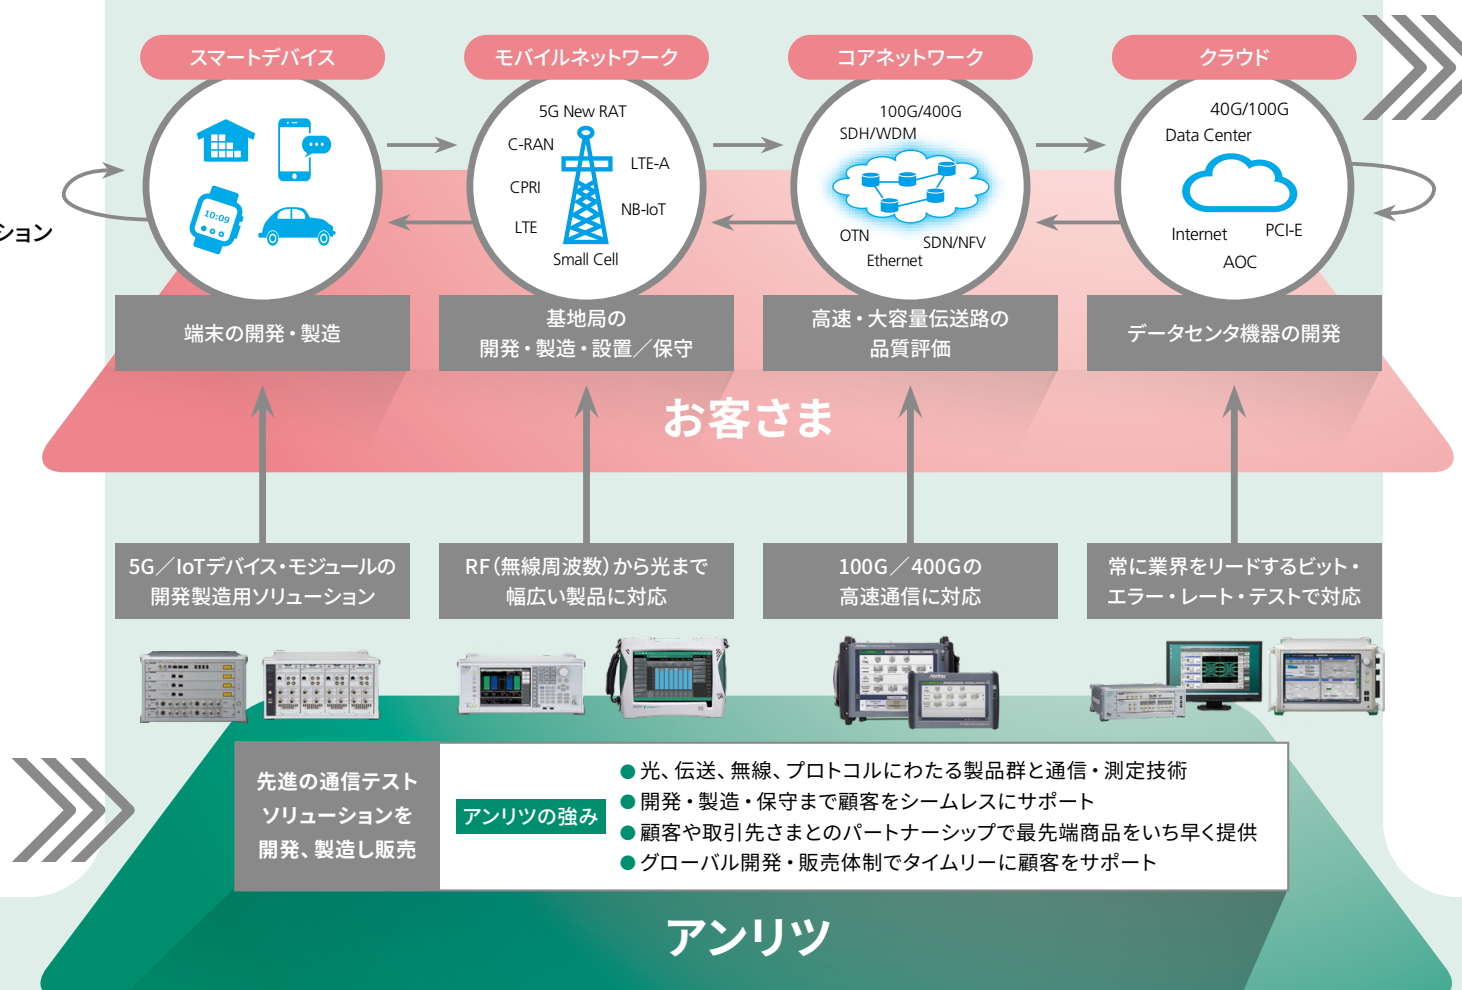 スマートデバイス
モバイルネットワーク
コアネットワーク
クラウド
10:09
5G New RAT
C-RAN
LTE-A
CPRI
NB-IoT
LTE
Small Cell
100G/400G
SDH/WDM
OTN
SDN/NFV
Ethernet
40G/100G
Data Center
Internet
PCI-E
AOC
ション
端末の開発・製造
基地局の
開発・製造・設置／保守
高速・大容量伝送路の
品質評価
データセンタ機器の開発
お客さま
5G／IoTデバイス・モジュールの
開発製造用ソリューション
RF（無線周波数）から光まで
幅広い製品に対応
100G／400Gの
高速通信に対応
常に業界をリードするビット・
エラー・レート・テストで対応
先進の通信テスト
ソリューションを
開発、製造し販売
アンリツの強み
●光、伝送、無線、プロトコルにわたる製品群と通信・測定技術
●開発・製造・保守まで顧客をシームレスにサポート
●顧客や取引先さまとのパートナーシップで最先端商品をいち早く提供
●グローバル開発・販売体制でタイムリーに顧客をサポート
アンリツ